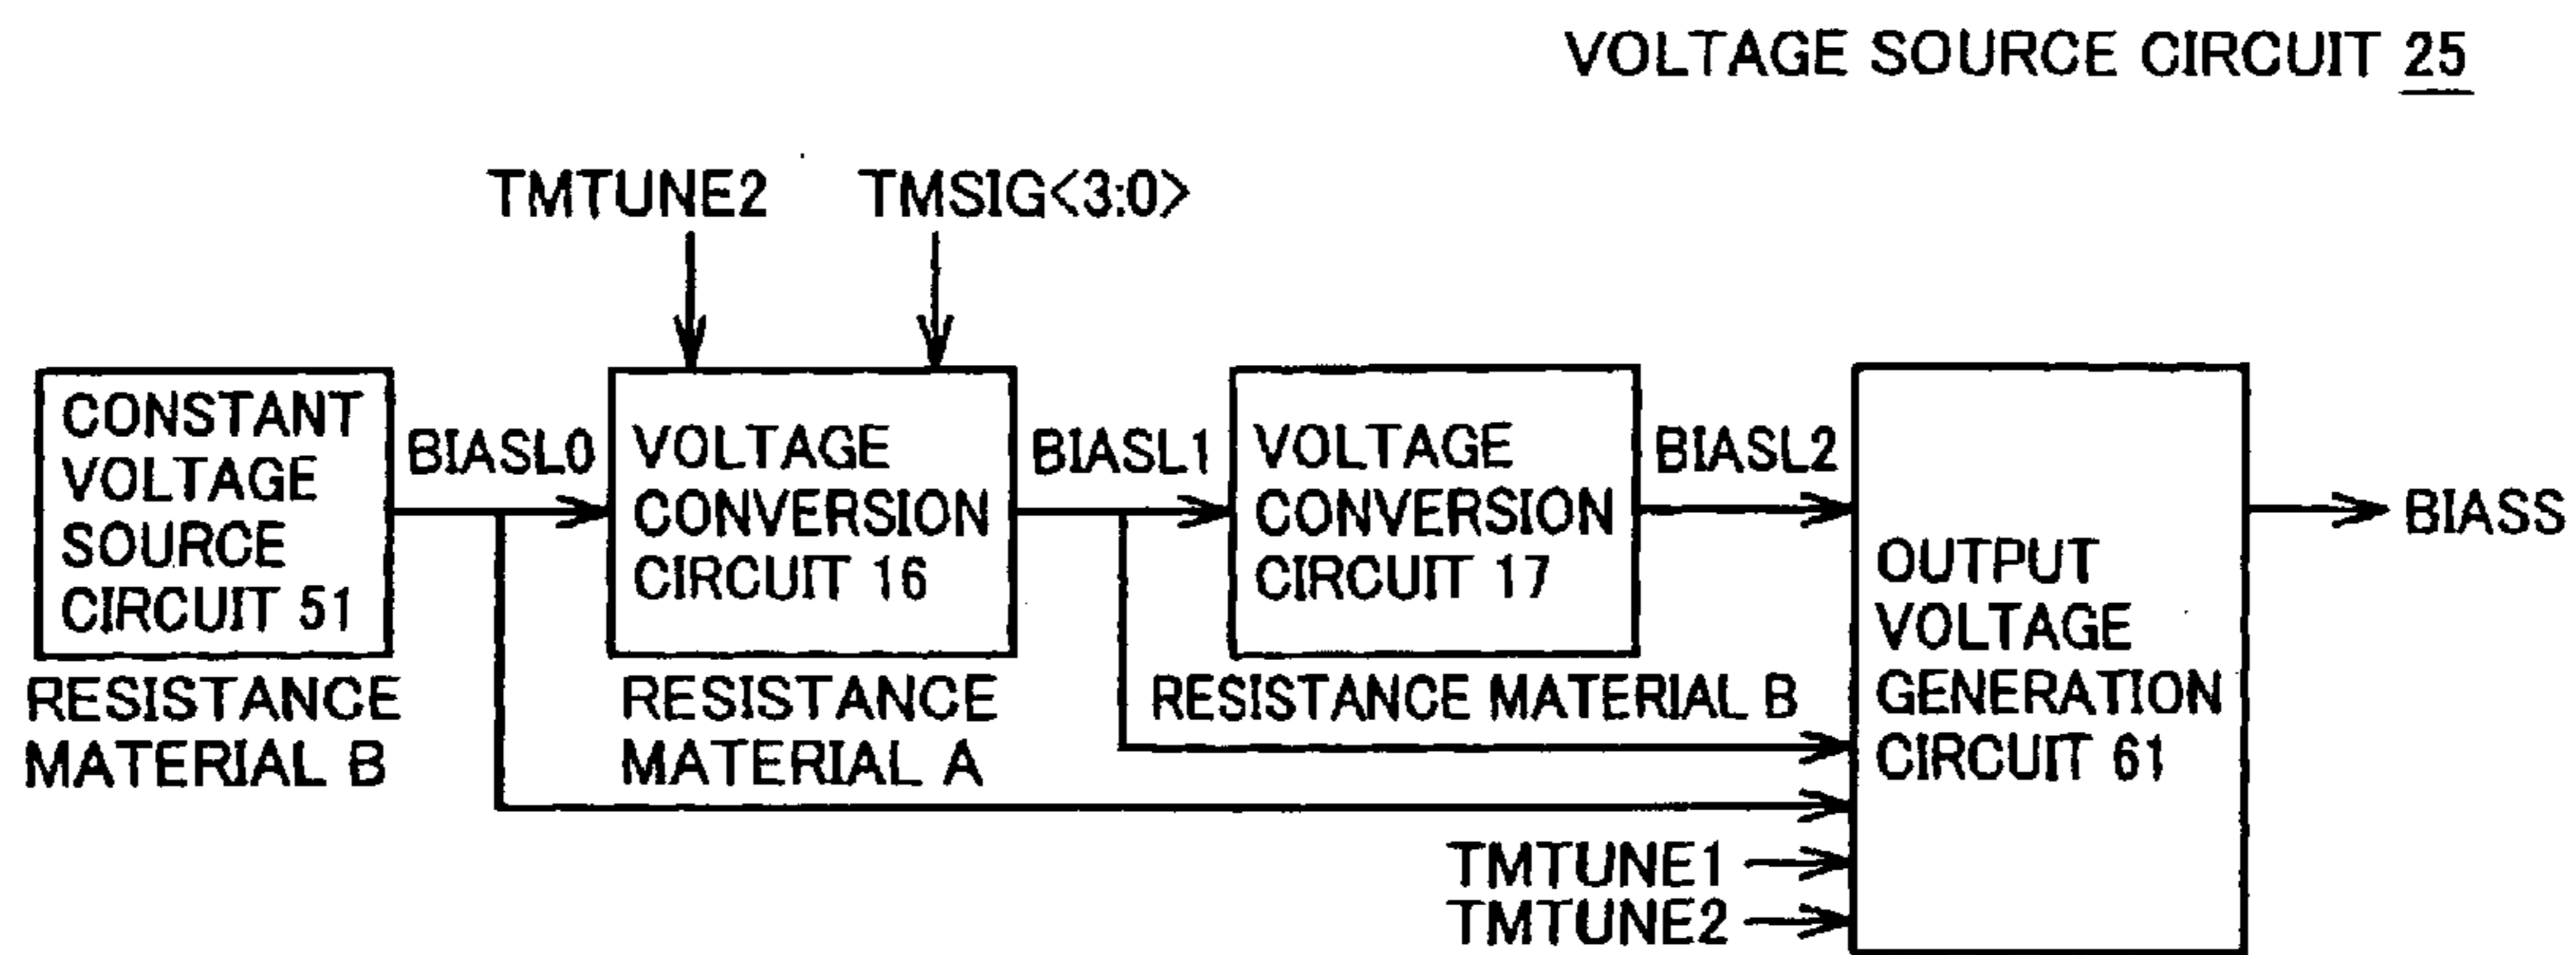 VOLTAGE SOURCE CIRCUIT 25
TMTUNE2
TMSIG<3:0>
CONSTANT
VOLTAGE
SOURCE
CIRCUIT 51
RESISTANCE
MATERIAL B
BIASL0
VOLTAGE
CONVERSION
CIRCUIT 16
RESISTANCE
MATERIAL A
BIASL1
VOLTAGE
CONVERSION
CIRCUIT 17
RESISTANCE MATERIAL B
BIASL2
OUTPUT
VOLTAGE
GENERATION
CIRCUIT 61
BIASS
TMTUNE1
TMTUNE2